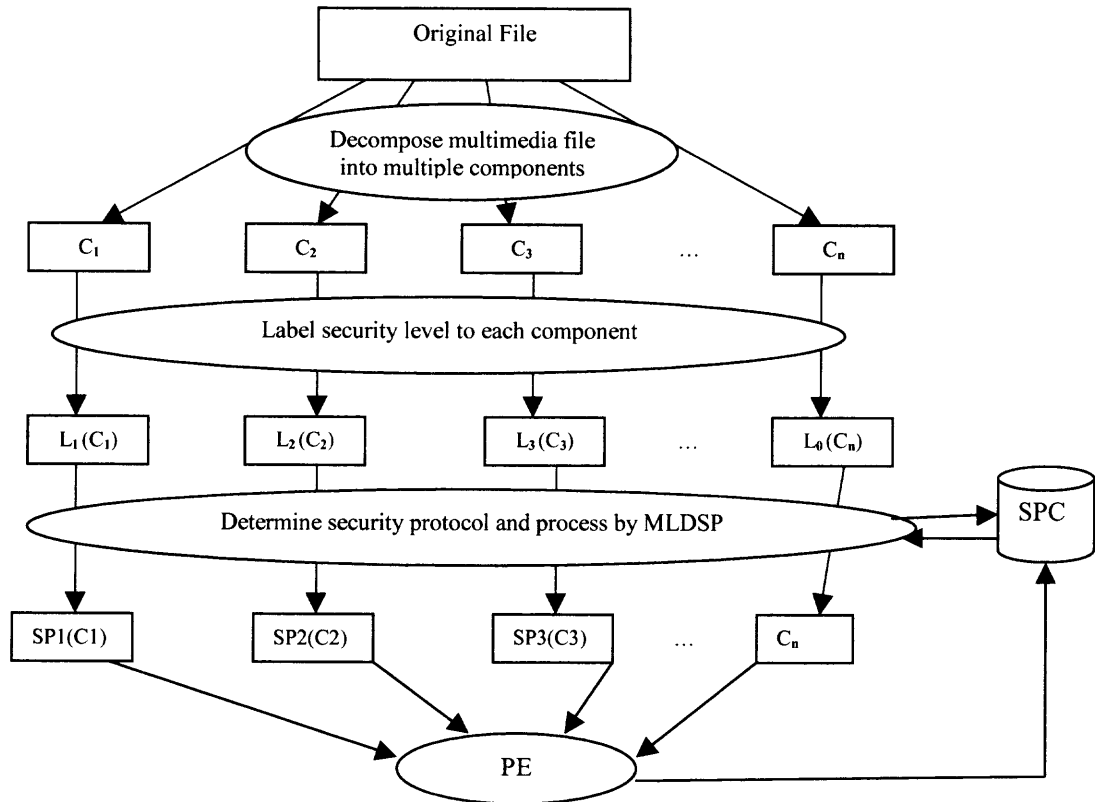 Original File
Decompose multimedia file
into multiple components
C₁ C₂ C₃ ... Cₙ
Label security level to each component
L₁(C₁) L₂(C₂) L₃(C₃) ... L₀(Cₙ)
Determine security protocol and process by MLDSP
SPC
SP1(C1) SP2(C2) SP3(C3) ... Cₙ
PE